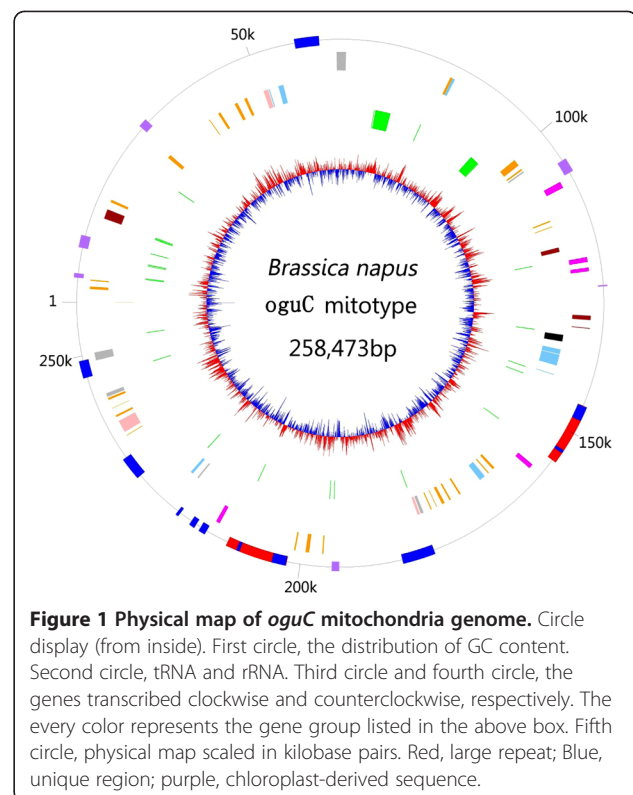 50k
100k
1
250k
150k
200k
Brassica napus
oguC mitotype
258,473bp
Figure 1 Physical map of oguC mitochondria genome. Circle
display (from inside). First circle, the distribution of GC content.
Second circle, tRNA and rRNA. Third circle and fourth circle, the
genes transcribed clockwise and counterclockwise, respectively. The
every color represents the gene group listed in the above box. Fifth
circle, physical map scaled in kilobase pairs. Red, large repeat; Blue,
unique region; purple, chloroplast-derived sequence.